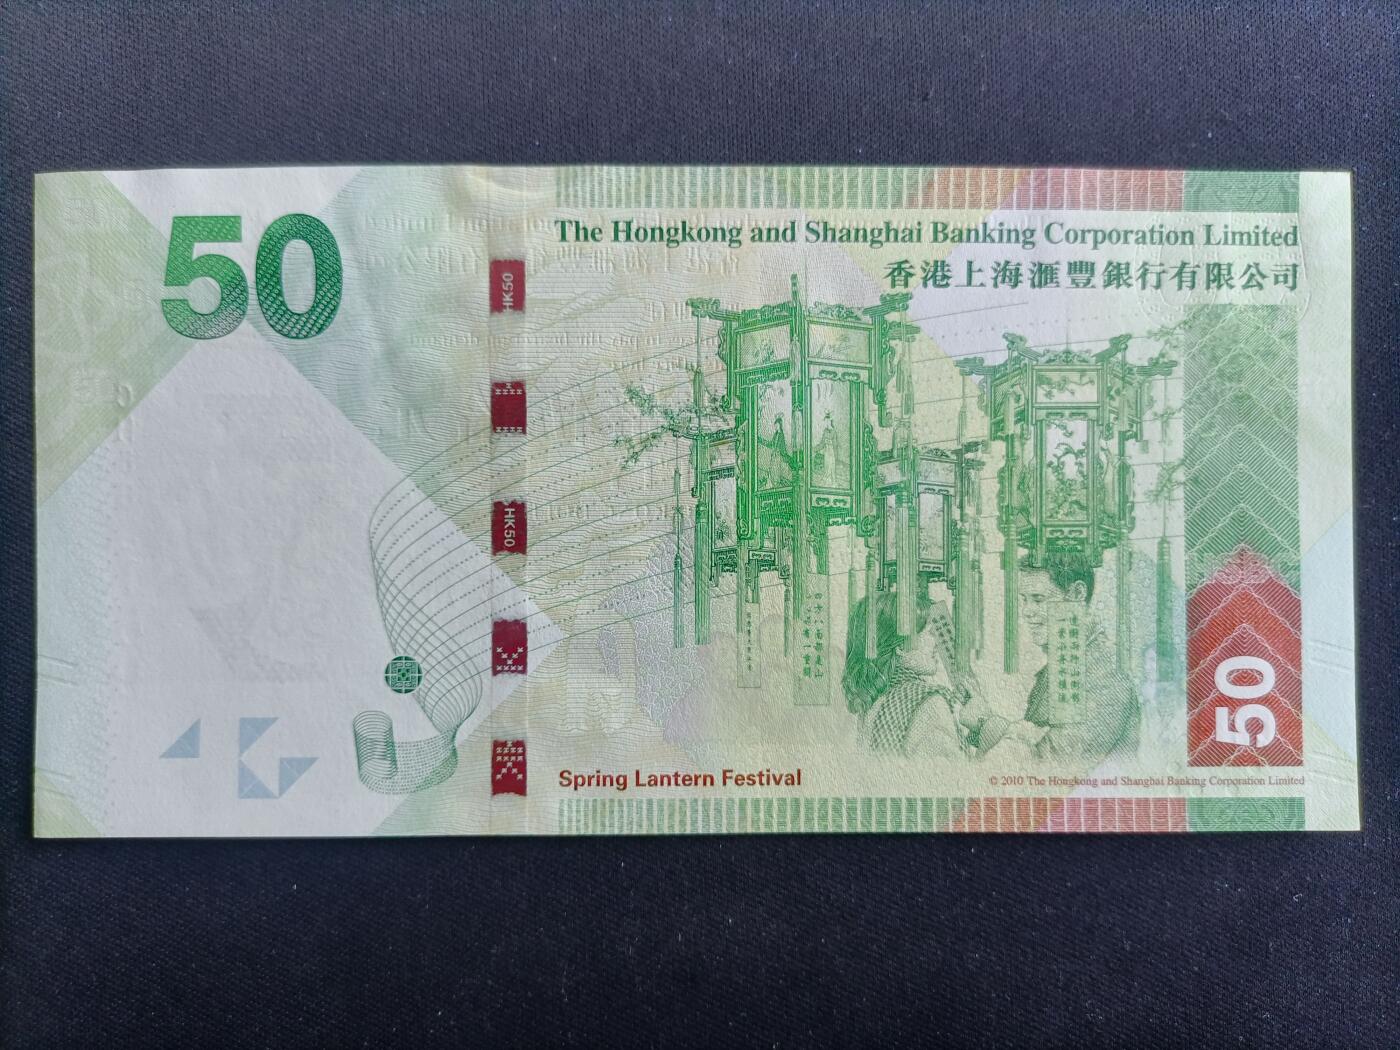 50
The Hongkong and Shanghai Banking Corporation Limited
香港上海滙豐銀行有限公司
HK50
HK50
50
Spring Lantern Festival
© 2010 The Hongkong and Shanghai Banking Corporation Limited